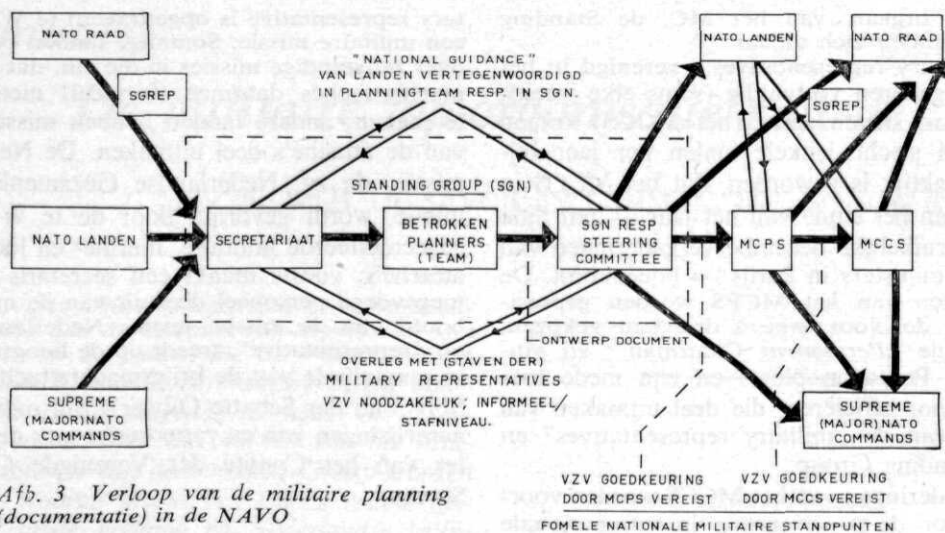 NATO RAAD
NATO LANDEN
NATO RAAD
NATIONAL GUIDANCE
VAN LANDEN VERTEGENWOORDIGD
IN PLANNINGTEAM RESP. IN SGN.
SGREP
SGREP
STANDING GROUP (SGN)
NATO LANDEN
SECRETARIAT
BETROKKEN
PLANNERS
(TEAM)
SGN RESP
STEERING
COMMITTEE
MCPS
MCCS
ONTWERP DOCUMENT
OVERLEG MET (STAVEN DER)
MILITARY REPRESENTATIVES
VZV NOODZAKELIJK; INFORMEEL/
STAFNIVEAU.
SUPREME
(MAJOR) NATO
COMMANDS
SUPREME
(MAJOR) NATO
COMMANDS
VZV GOEDKEURING
DOOR MCPS VEREIST
VZV GOEDKEURING
DOOR MCCS VEREIST
FOMËLE NATIONALE MILITAIRE STANDPUNTEN
Afb. 3 Verloop van de militaire planning
(documentatie) in de NAVO